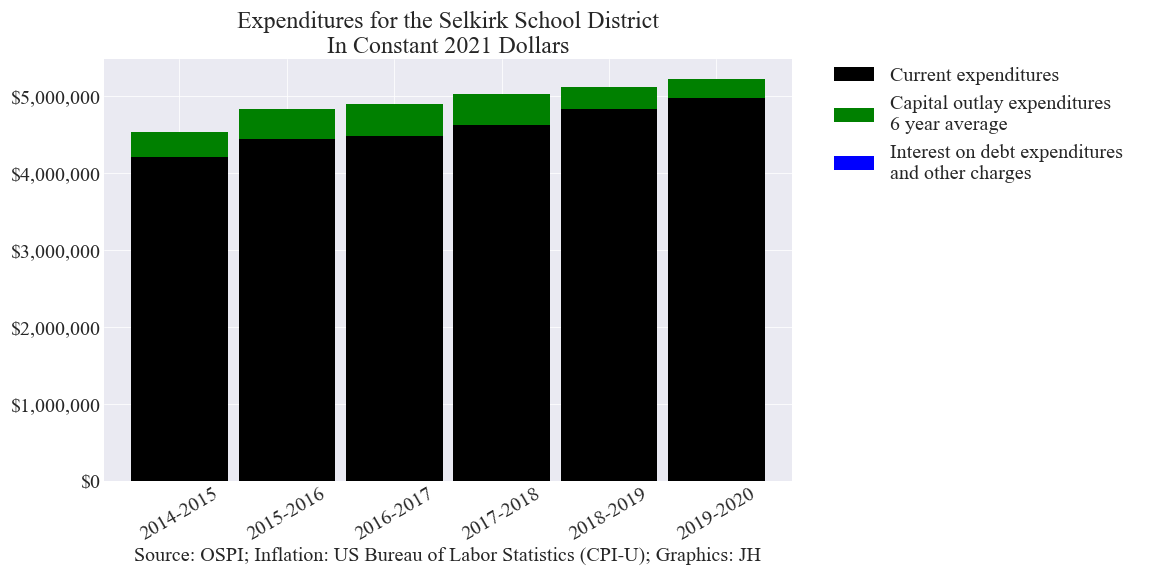 Expenditures for the Selkirk School District
In Constant 2021 Dollars
$5,000,000
$4,000,000
$3,000,000
$2,000,000
$1,000,000
$0
2014-2015
2015-2016
2016-2017
2017-2018
2018-2019
2019-2020
Source: OSPI; Inflation: US Bureau of Labor Statistics (CPI-U); Graphics: JH
Current expenditures
Capital outlay expenditures
6 year average
Interest on debt expenditures
and other charges